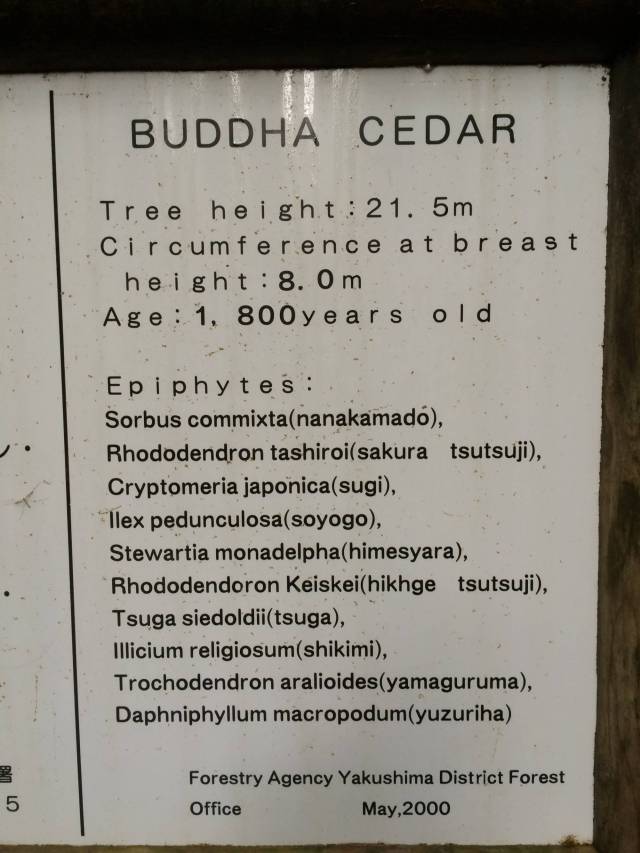 BUDDHA CEDAR
Tree height:21.5m
Circumference at breast
height:8.0m
Age:1,800years old
Epiphytes:
Sorbus commixta(nanakamado),
Rhododendron tashiroi(sakura tsutsuji),
Cryptomeria japonica(sugi),
Ilex pedunculosa(soyogo),
Stewartia monadelpha(himesyara),
Rhododendoron Keiskei(hikhge tsutsuji),
Tsuga siedoldii(tsuga),
Illicium religiosum(shikimi),
Trochodendron aralioides(yamaguruma),
Daphniphyllum macropodum(yuzuriha)
Forestry Agency Yakushima District Forest
Office May,2000
署
5